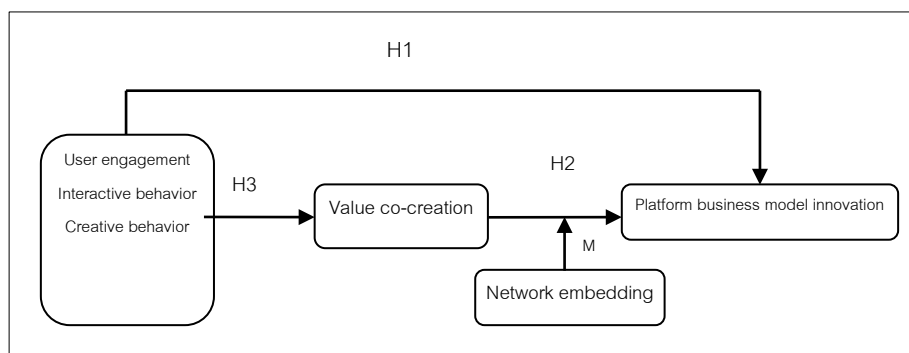 H1
User engagement
Interactive behavior
Creative behavior
H3
Value co-creation
H2
Platform business model innovation
M
Network embedding